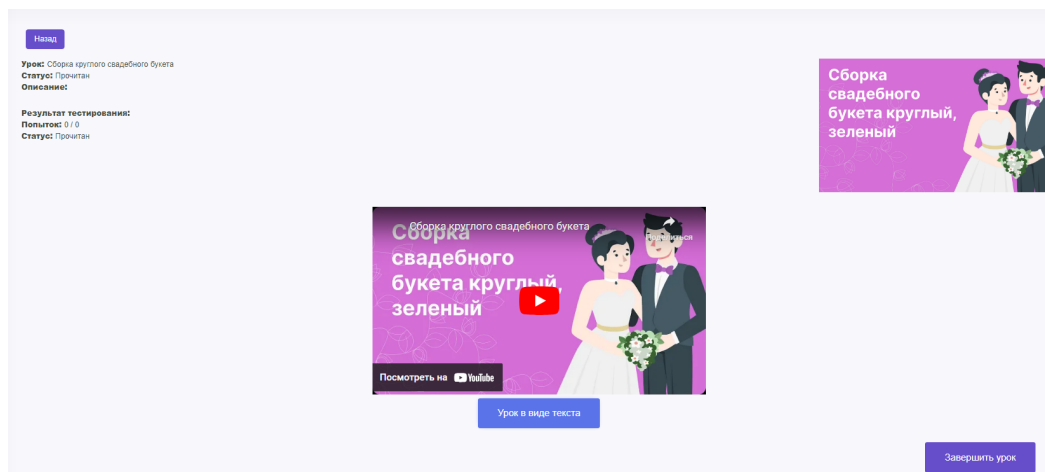 Назад
Урок: Сборка круглого свадебного букета
Статус: Прочитан
Описание:
Результат тестирования:
Попыток: 0 / 0
Статус: Прочитан
Сборка
свадебного
букета круглый,
зеленый
Сборка круглого свадебного букета
Поделиться
Сборка
свадебного
букета круглый,
зеленый
Посмотреть на YouTube
Урок в виде текста
Завершить урок